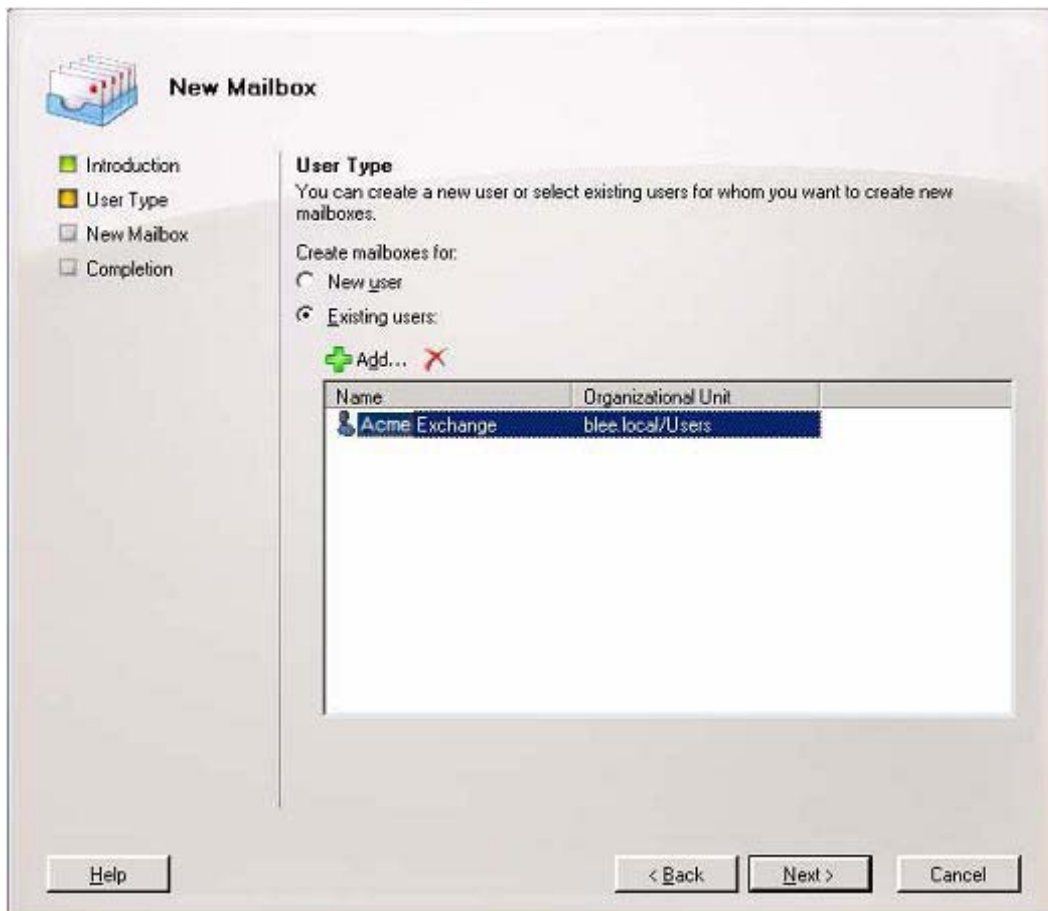 New Mailbox
Introduction
User Type
New Mailbox
Completion
User Type
You can create a new user or select existing users for whom you want to create new
mailboxes.
Create mailboxes for:
New user
Existing users:
Add...
Name Organizational Unit
Acme Exchange blee.local/Users
Help < Back Next > Cancel